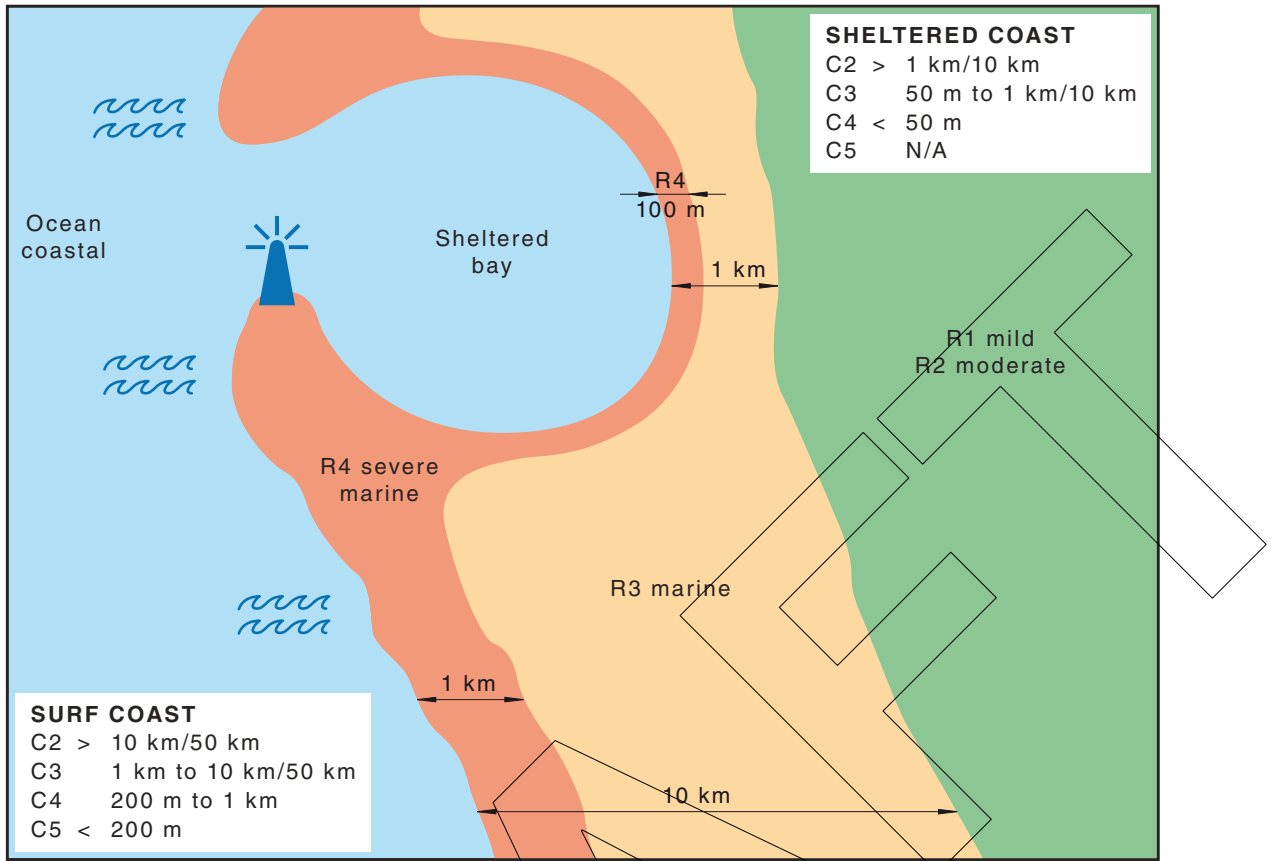 SHELTERED COAST
C2 > 1 km/10 km
C3 50 m to 1 km/10 km
C4 < 50 m
C5 N/A
R4
100 m
Ocean
coastal
Sheltered
bay
1 km
R1 mild
R2 moderate
R4 severe
marine
R3 marine
1 km
SURF COAST
C2 > 10 km/50 km
C3 1 km to 10 km/50 km
C4 200 m to 1 km
C5 < 200 m
10 km